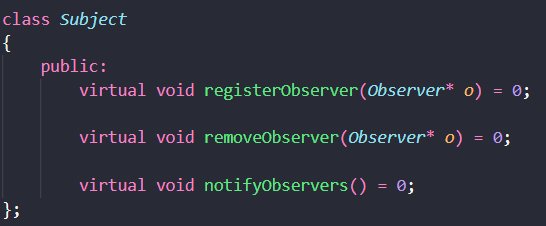 class Subject
{
    public:
        virtual void registerObserver(Observer* o) = 0;
        virtual void removeObserver(Observer* o) = 0;
        virtual void notifyObservers() = 0;
};